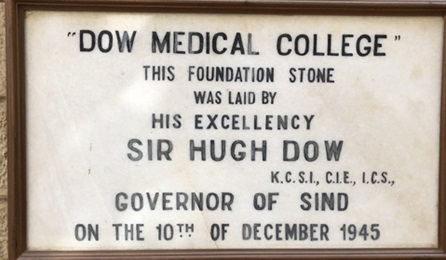 "DOW MEDICAL COLLEGE"
THIS FOUNDATION STONE
WAS LAID BY
HIS EXCELLENCY
SIR HUGH DOW
K.C.S.I., C.I.E., I.C.S.,
GOVERNOR OF SIND
ON THE 10TH OF DECEMBER 1945